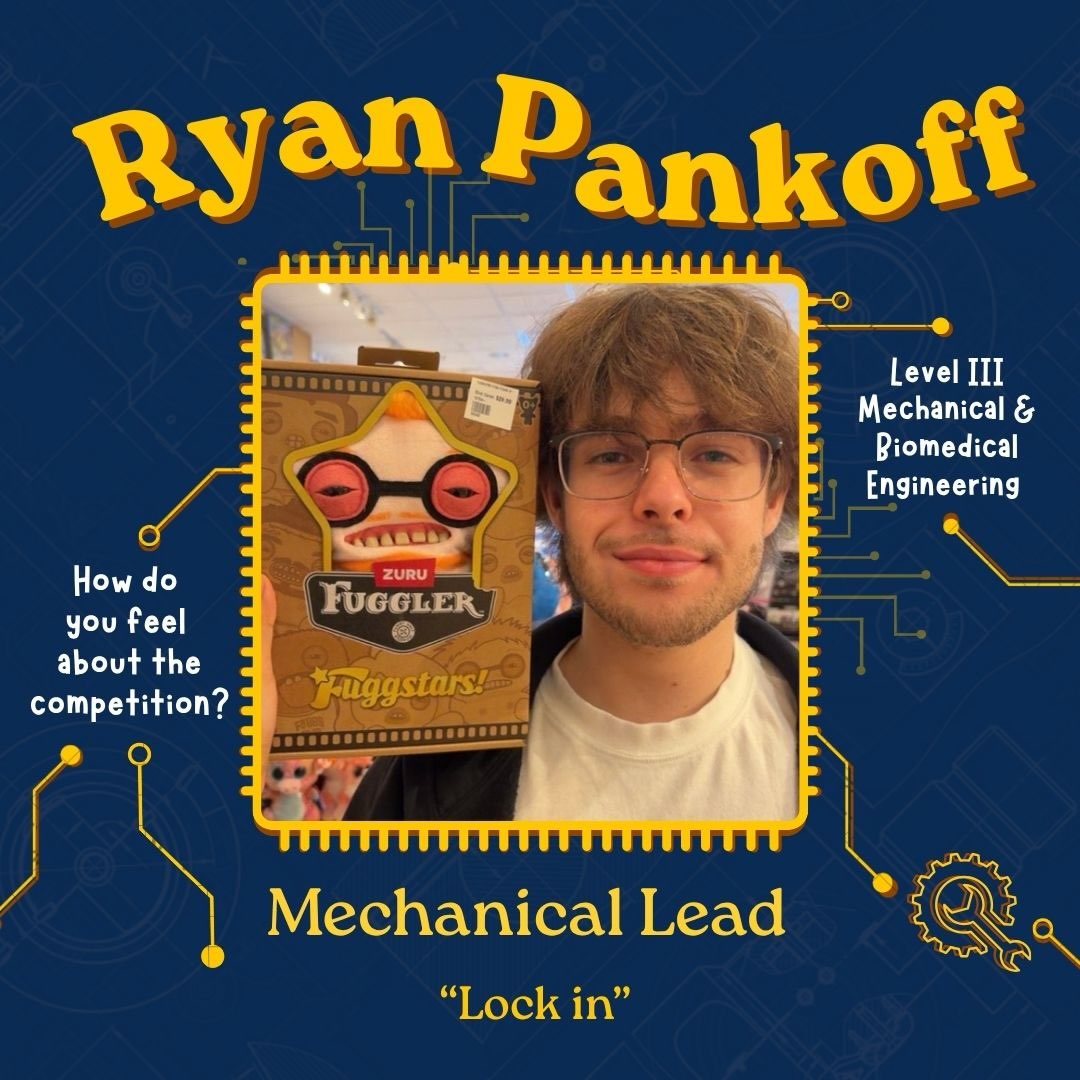 Ryan Pankoff
Level III
Mechanical &
Biomedical
Engineering
How do
you feel
about the
competition?
ZURU
FUGGLER
Fuggstars!
Mechanical Lead
“Lock in”